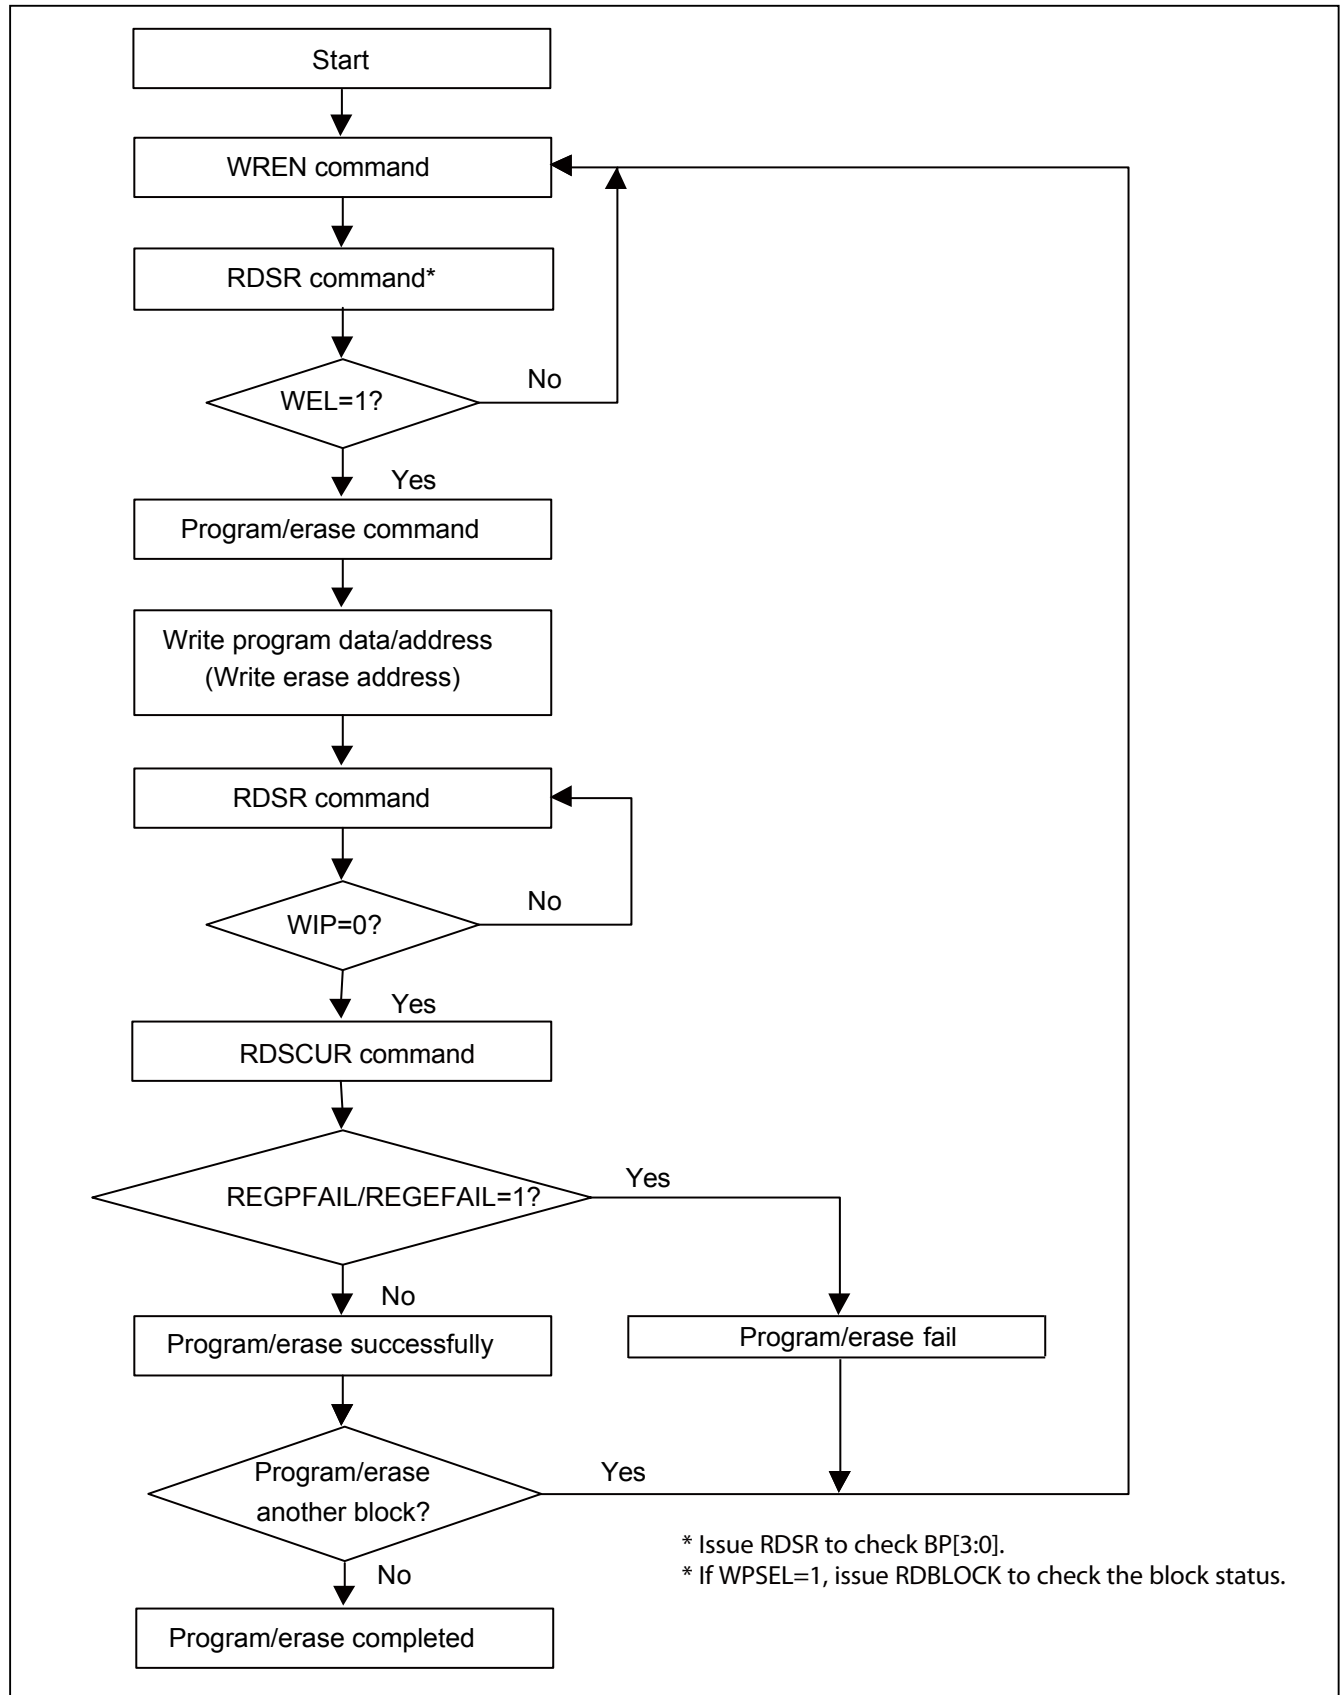 Start
WREN command
RDSR command*
WEL=1?
No
Yes
Program/erase command
Write program data/address
(Write erase address)
RDSR command
WIP=0?
No
Yes
RDSCUR command
REGPFAIL/REGEFAIL=1?
Yes
No
Program/erase successfully
Program/erase fail
Program/erase
another block?
Yes
* Issue RDSR to check BP[3:0].
* If WPSEL=1, issue RDBLOCK to check the block status.
No
Program/erase completed